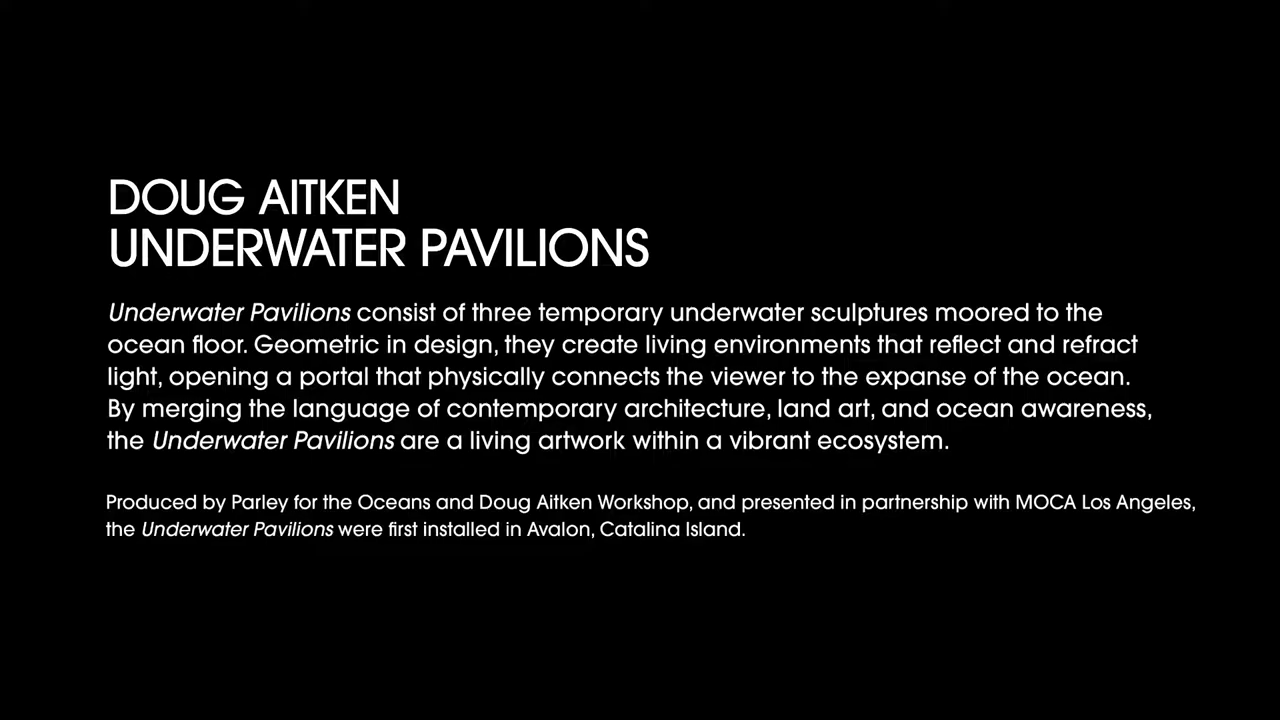 DOUG AITKEN
UNDERWATER PAVILIONS
Underwater Pavilions consist of three temporary underwater sculptures moored to the
ocean floor. Geometric in design, they create living environments that reflect and refract
light, opening a portal that physically connects the viewer to the expanse of the ocean.
By merging the language of contemporary architecture, land art, and ocean awareness,
the Underwater Pavilions are a living artwork within a vibrant ecosystem.
Produced by Parley for the Oceans and Doug Aitken Workshop, and presented in partnership with MOCA Los Angeles,
the Underwater Pavilions were first installed in Avalon, Catalina Island.